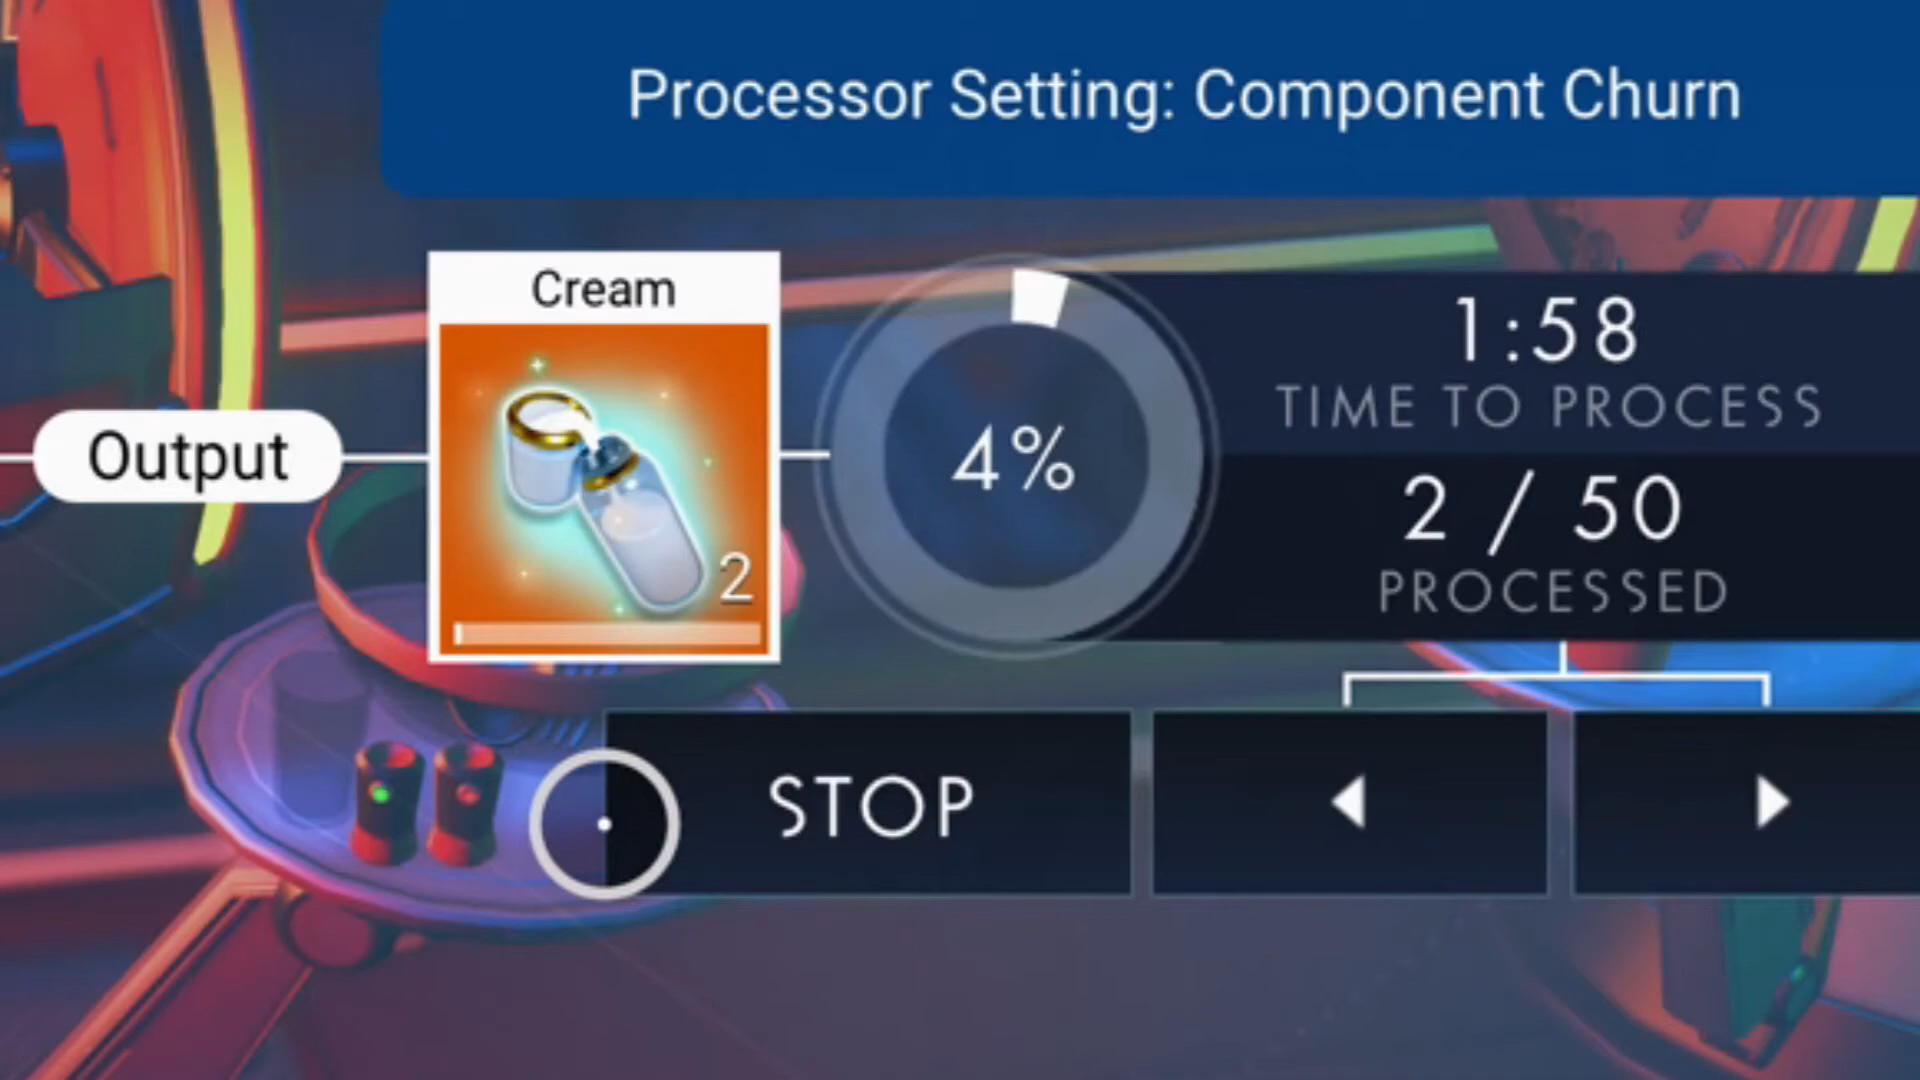 Processor Setting: Component Churn
Output
Cream
2
4%
1:58
TIME TO PROCESS
2 / 50
PROCESSED
STOP